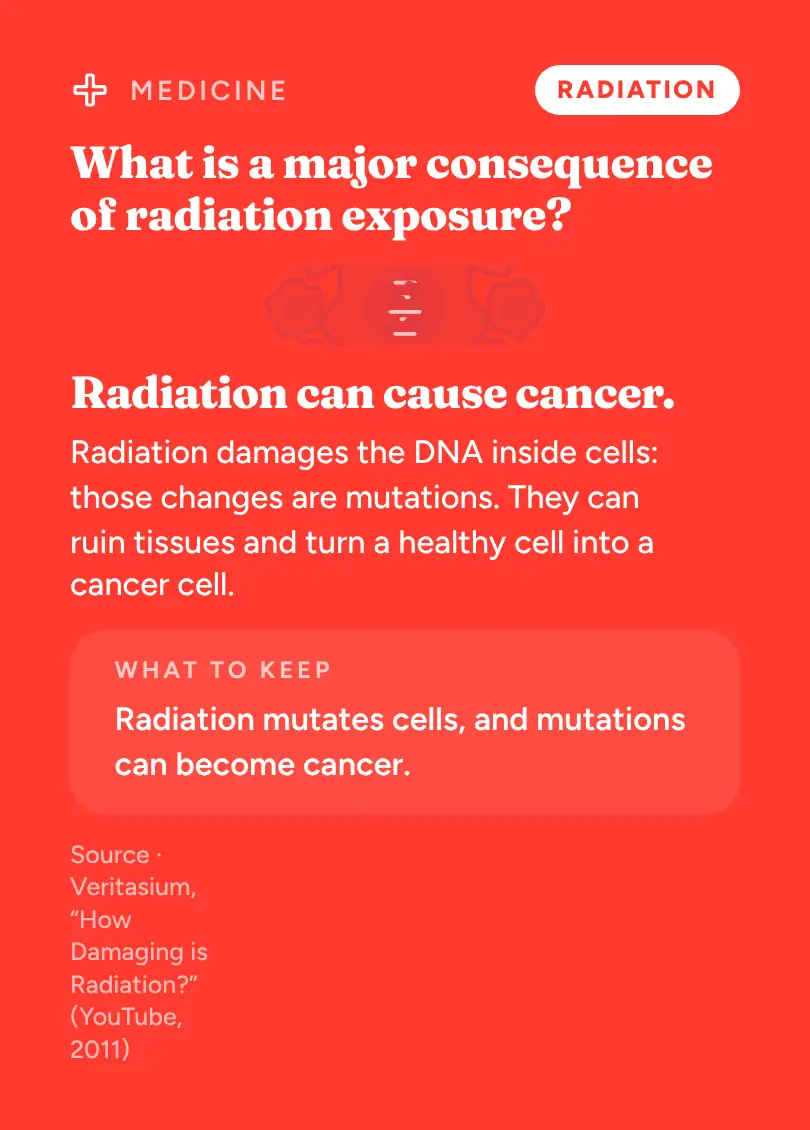 MEDICINE
RADIATION
What is a major consequence
of radiation exposure?
Radiation can cause cancer.
Radiation damages the DNA inside cells:
those changes are mutations. They can
ruin tissues and turn a healthy cell into a
cancer cell.
WHAT TO KEEP
Radiation mutates cells, and mutations
can become cancer.
Source ·
Veritasium,
“How
Damaging is
Radiation?”
(YouTube,
2011)